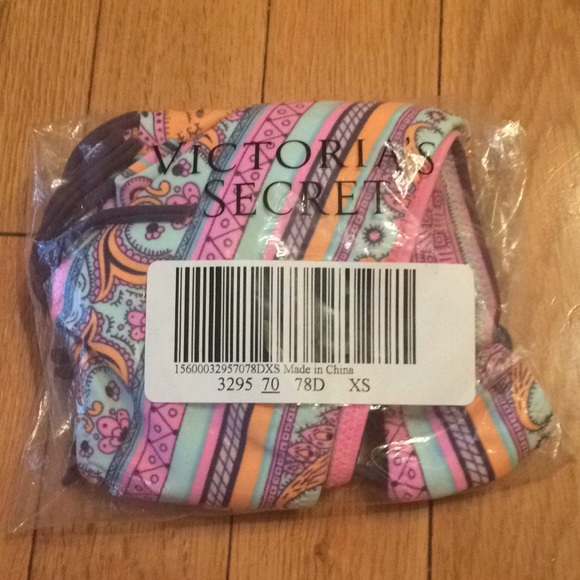 VICTORIA'S
SECRET
15600032957078DXS Made in China
3295 70 78D XS